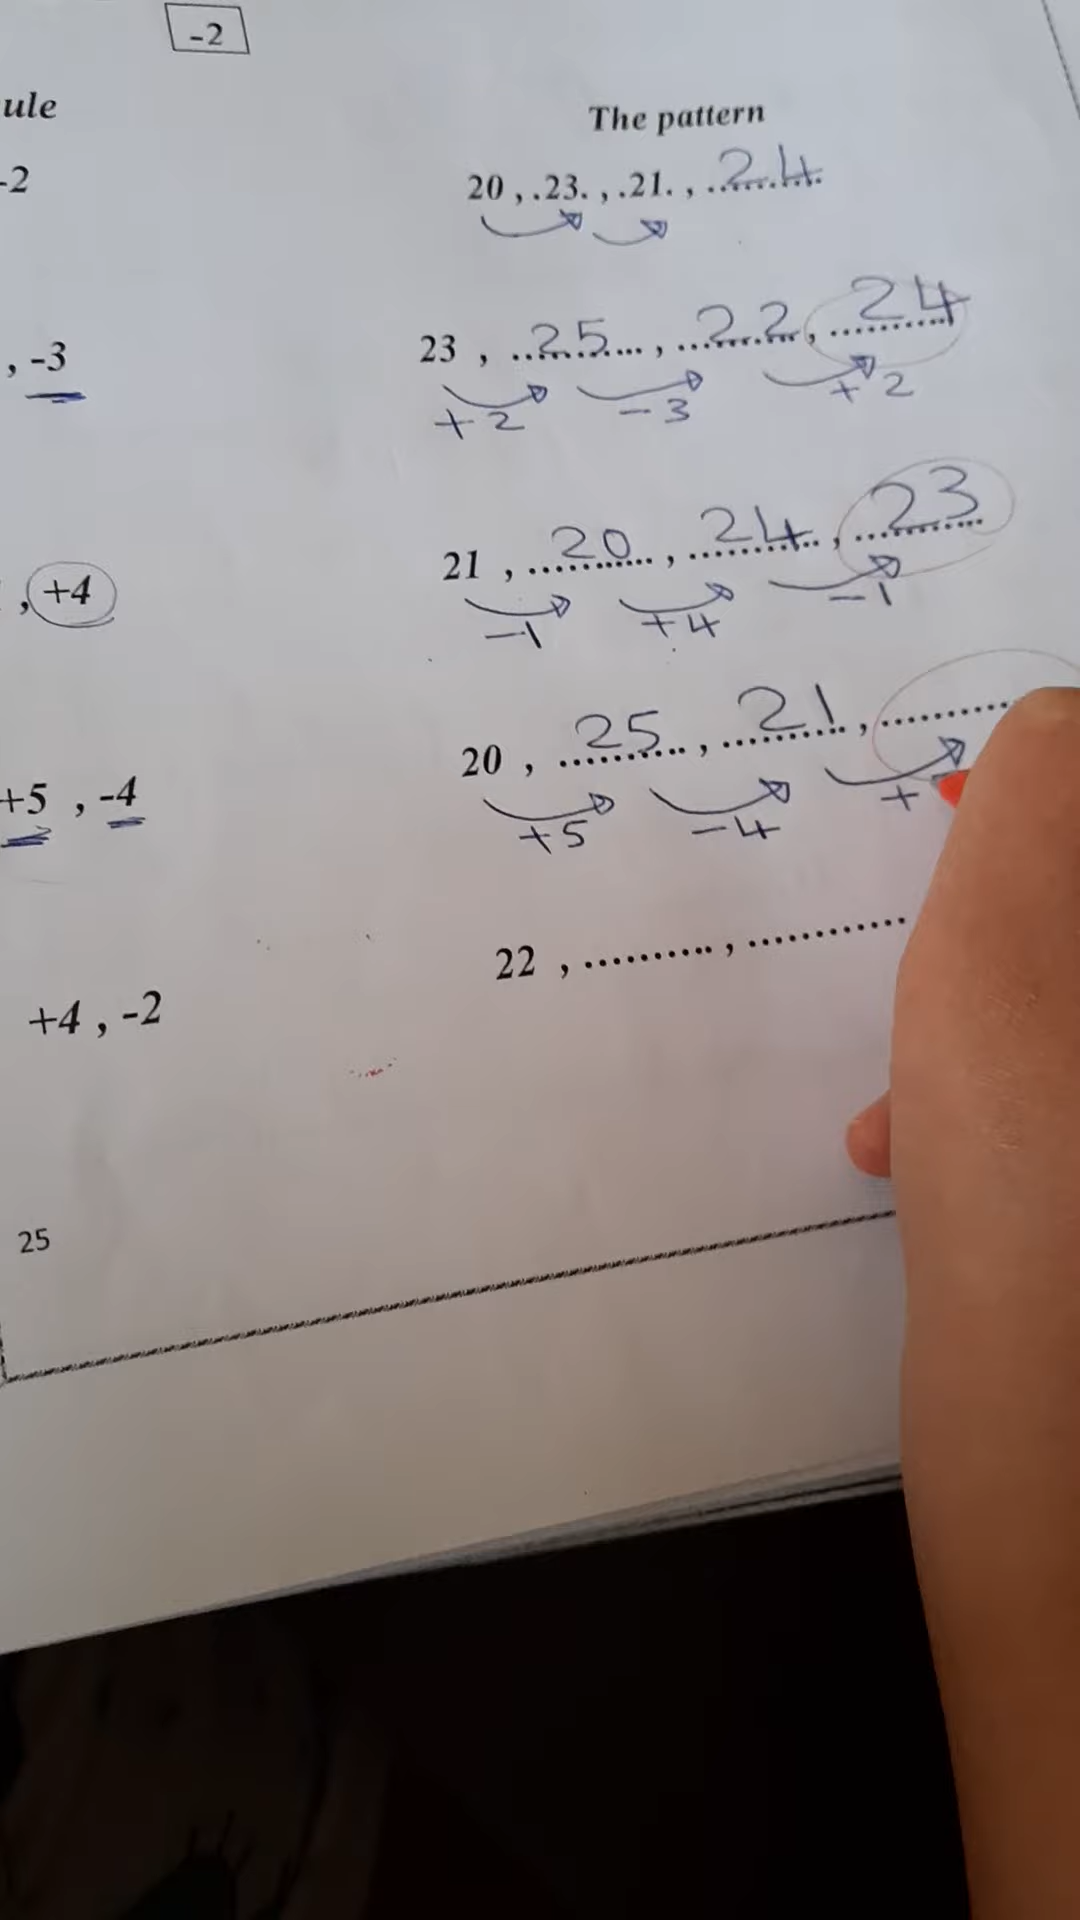 -2
ule The pattern
-2 20 , .23. , .21. , 24
, -3 23 , 25 , 22 , 24
+2 -3 +2
, +4 21 , 20 , 24 , 23
-1 +4 -1
+5 , -4 20 , 25 , 21 ,
+5 -4 +
+4 , -2 22 , ,
25